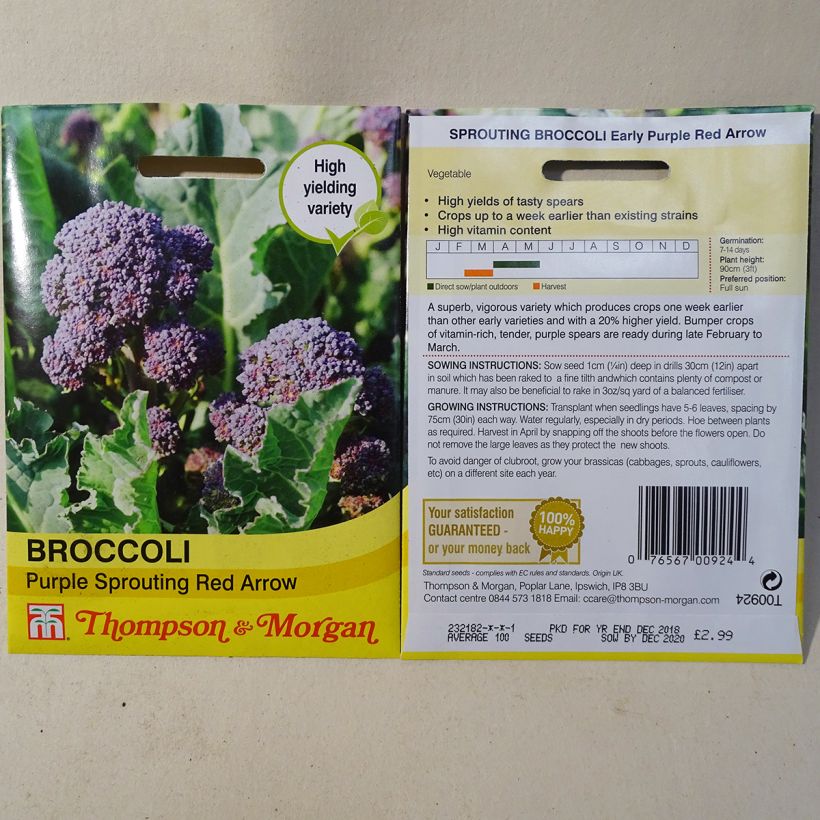 High
yielding
variety
BROCCOLI
Purple Sprouting Red Arrow
Thompson & Morgan
SPROUTING BROCCOLI Early Purple Red Arrow
Vegetable
• High yields of tasty spears
• Crops up to a week earlier than existing strains
• High vitamin content
J F M A M J J A S O N D
Direct sow/plant outdoors Harvest
Germination:
7-14 days
Plant height:
90cm (3ft)
Preferred position:
Full sun
A superb, vigorous variety which produces crops one week earlier
than other early varieties and with a 20% higher yield. Bumper crops
of vitamin-rich, tender, purple spears are ready during late February to
March.
SOWING INSTRUCTIONS: Sow seed 1cm (½in) deep in drills 30cm (12in) apart
in soil which has been raked to a fine tilth andwhich contains plenty of compost or
manure. It may also be beneficial to rake in 3oz/sq yard of a balanced fertiliser.
GROWING INSTRUCTIONS: Transplant when seedlings have 5-6 leaves, spacing by
75cm (30in) each way. Water regularly, especially in dry periods. Hoe between plants
as required. Harvest in April by snapping off the shoots before the flowers open. Do
not remove the large leaves as they protect the new shoots.
To avoid danger of clubroot, grow your brassicas (cabbages, sprouts, cauliflowers,
etc) on a different site each year.
Your satisfaction
GUARANTEED -
or your money back
100%
HAPPY
0 76567 00924 4
Standard seeds - complies with EC rules and standards. Origin UK.
Thompson & Morgan, Poplar Lane, Ipswich, IP8 3BU
Contact centre 0844 573 1818 Email: ccare@thompson-morgan.com
T00924
232182-X-X-1 PKD FOR YR END DEC 2018
AVERAGE 100 SEEDS SOW BY DEC 2020 £2.99